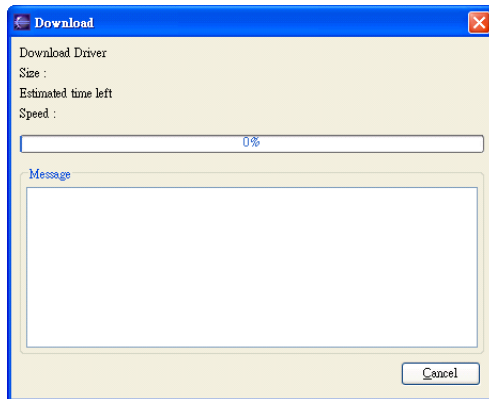 Download
Download Driver
Size :
Estimated time left
Speed :
0%
Message
Cancel